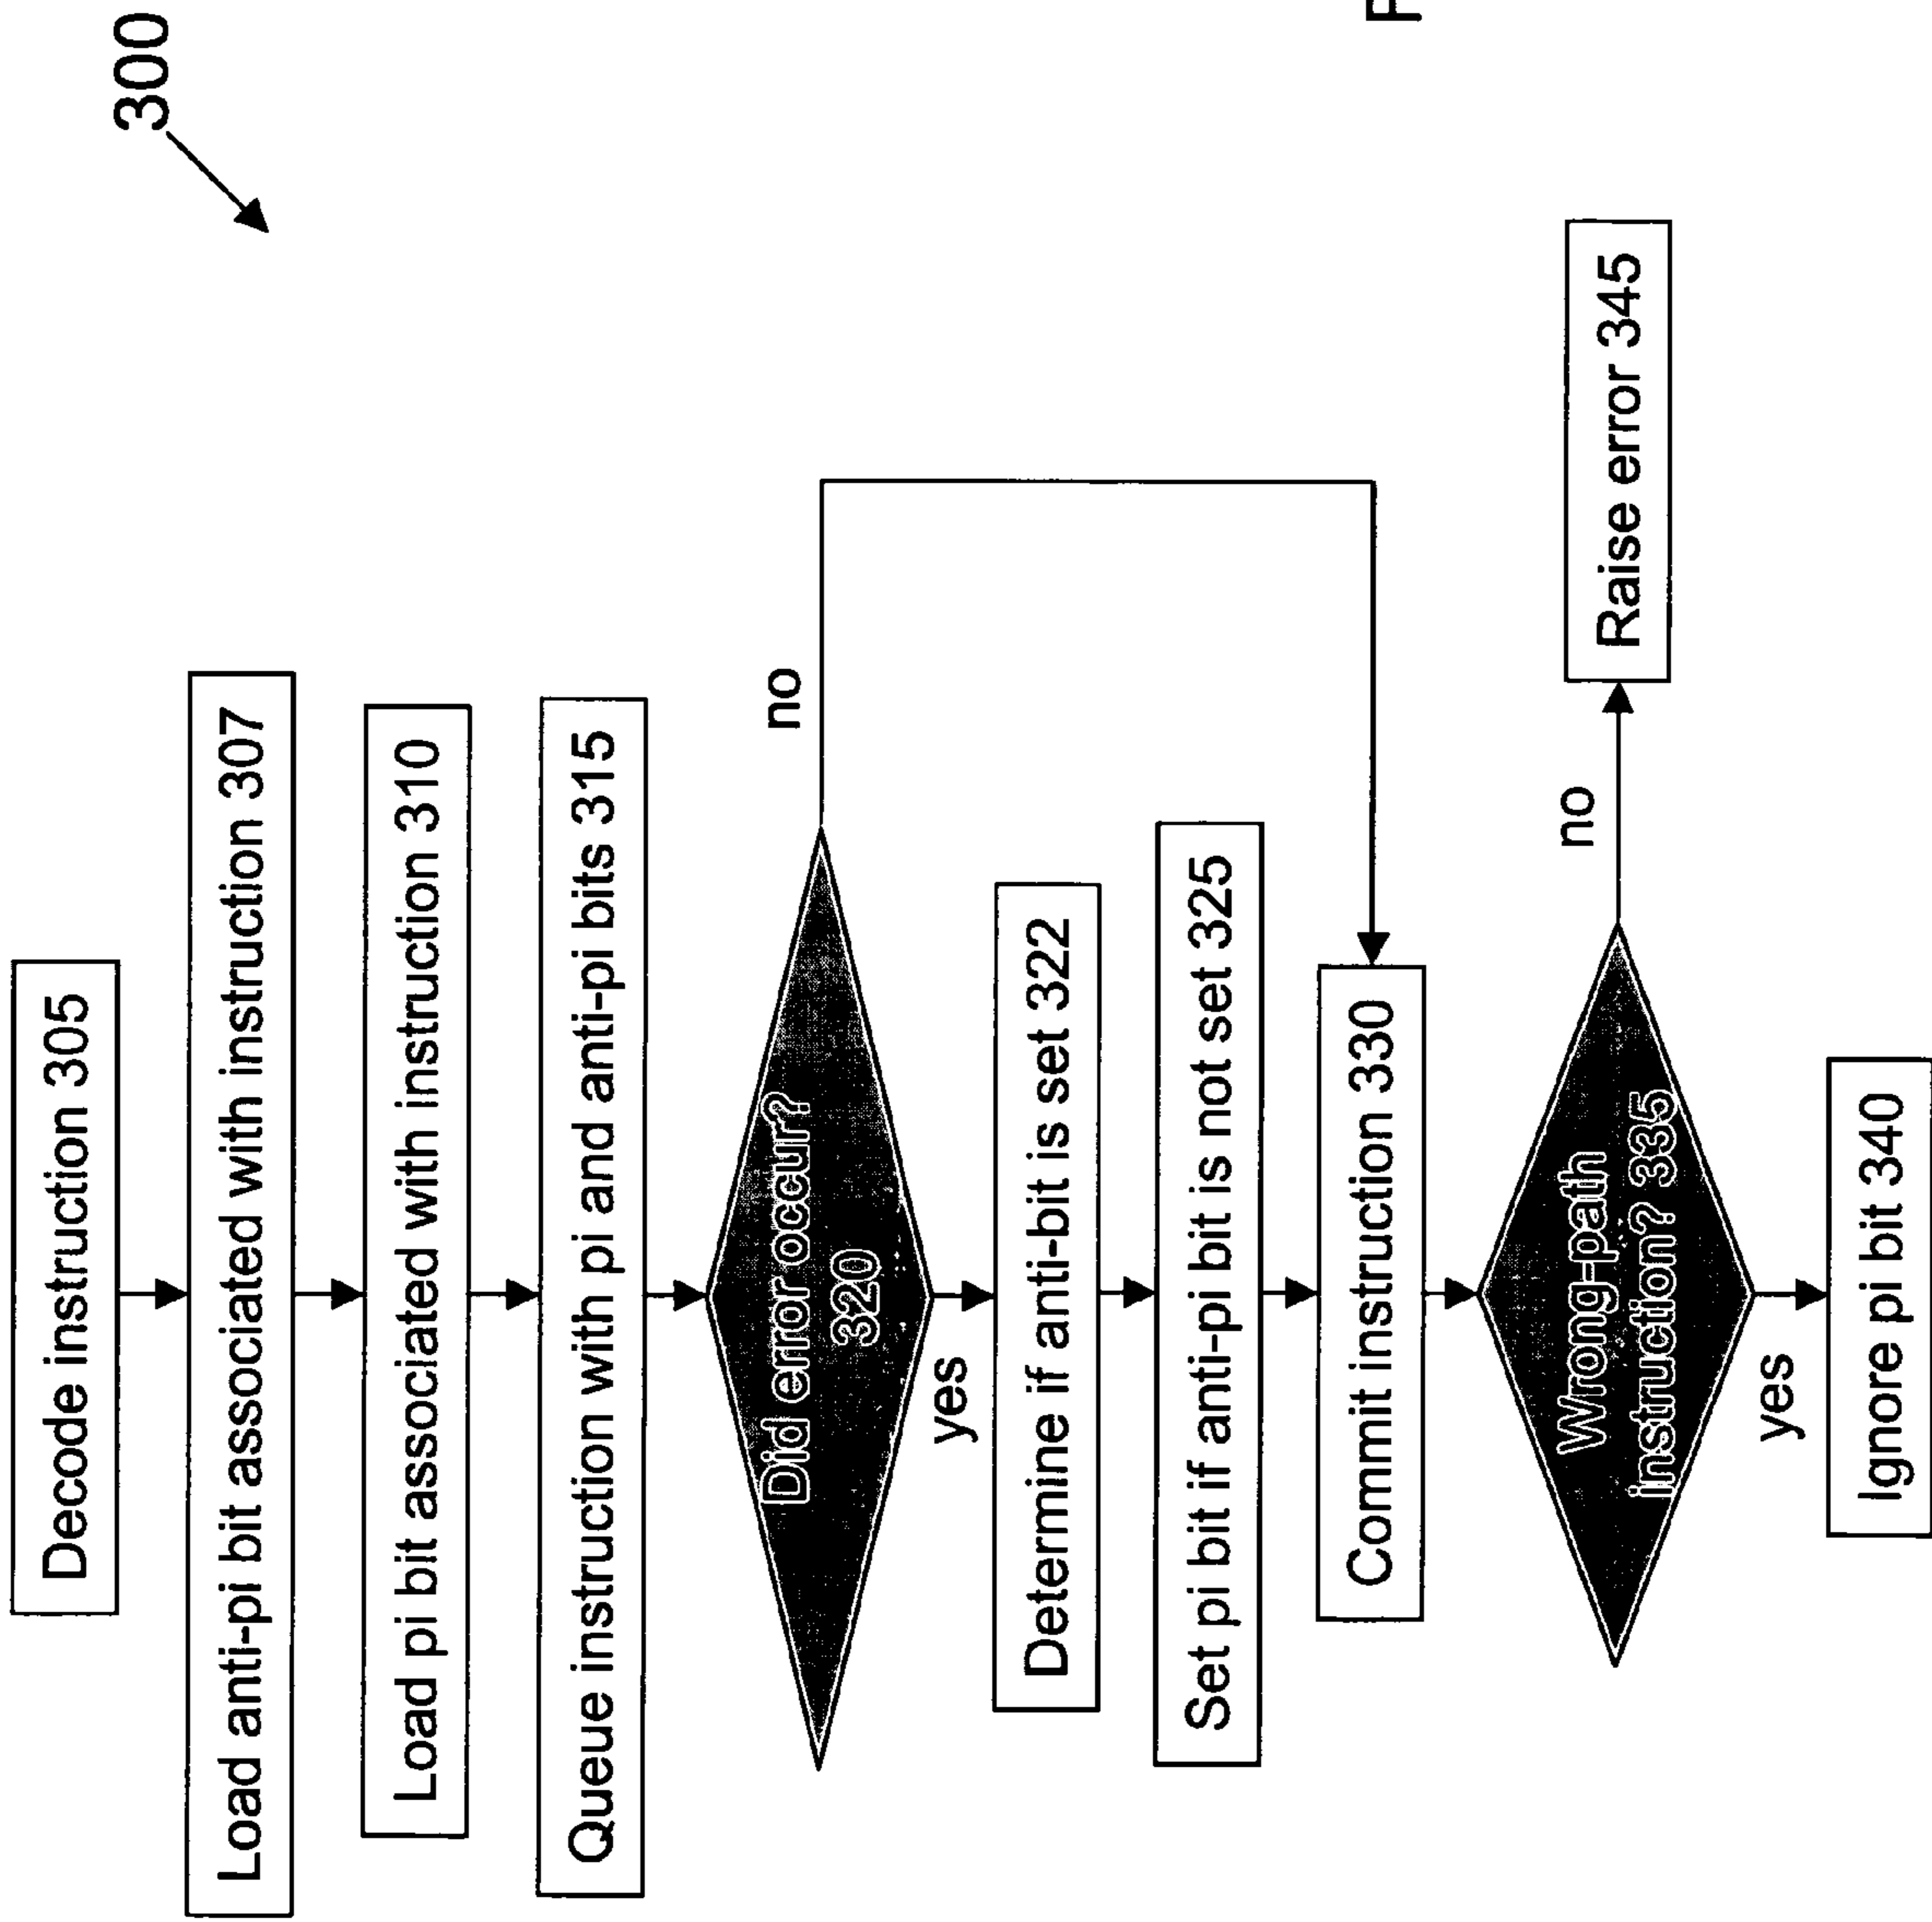 300
Decode instruction 305
Load anti-pi bit associated with instruction 307
Load pi bit associated with instruction 310
Queue instruction with pi and anti-pi bits 315
Did error occur?
320
no
yes
Determine if anti-bit is set 322
Set pi bit if anti-pi bit is not set 325
Commit instruction 330
Wrong-path
instruction? 335
no
Raise error 345
yes
Ignore pi bit 340